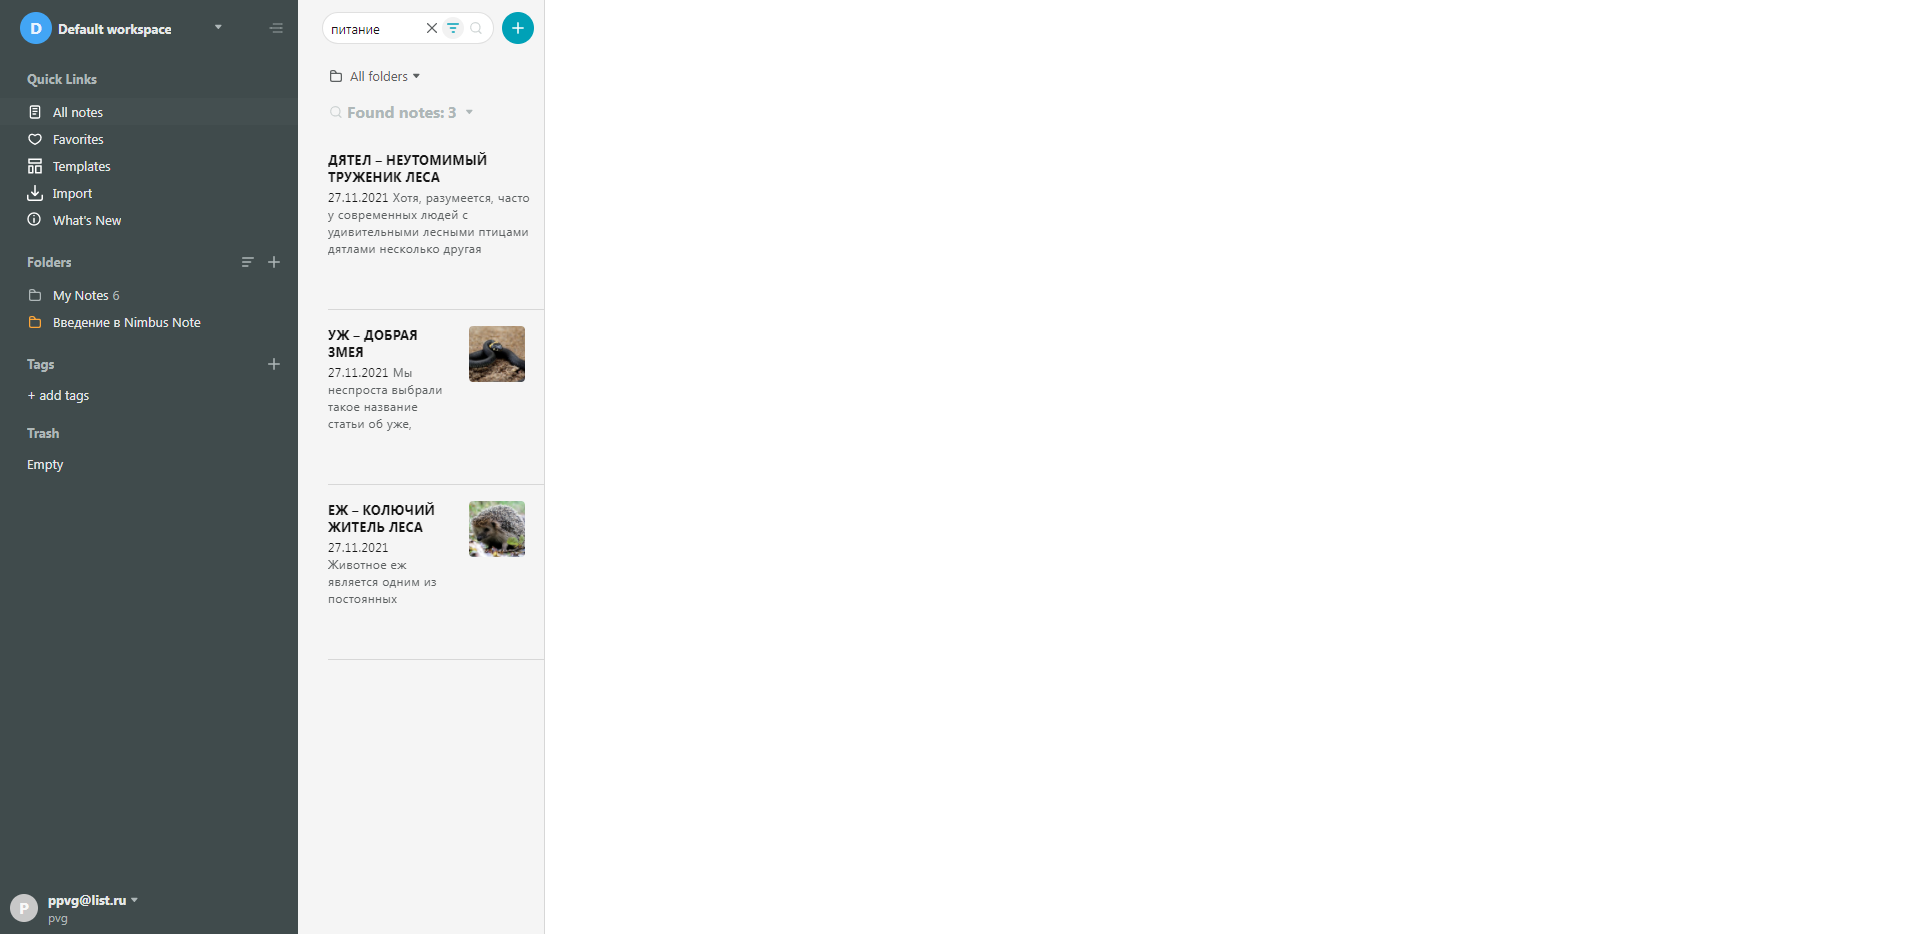 D Default workspace
Quick Links
All notes
Favorites
Templates
Import
What's New
Folders
My Notes 6
Введение в Nimbus Note
Tags
+ add tags
Trash
Empty
P ppvg@list.ru
pvg
питание
All folders
Found notes: 3
ДЯТЕЛ – НЕУТОМИМЫЙ
ТРУЖЕНИК ЛЕСА
27.11.2021 Хотя, разумеется, часто
у современных людей с
удивительными лесными птицами
дятлами несколько другая
УЖ – ДОБРАЯ
ЗМЕЯ
27.11.2021 Мы
неспроста выбрали
такое название
статьи об уже,
ЕЖ – КОЛЮЧИЙ
ЖИТЕЛЬ ЛЕСА
27.11.2021
Животное еж
является одним из
постоянных